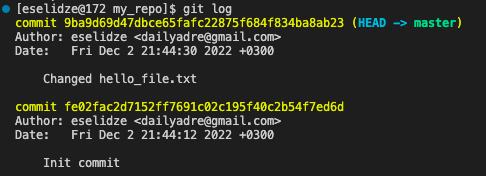 [eselidze@172 my_repo]$ git log
commit 9ba9d69d47dbce65fafc22875f684f834ba8ab23 (HEAD -> master)
Author: eselidze <dailyadre@gmail.com>
Date:   Fri Dec 2 21:44:30 2022 +0300
    Changed hello_file.txt
commit fe02fac2d7152ff7691c02c195f40c2b54f7ed6d
Author: eselidze <dailyadre@gmail.com>
Date:   Fri Dec 2 21:44:12 2022 +0300
    Init commit